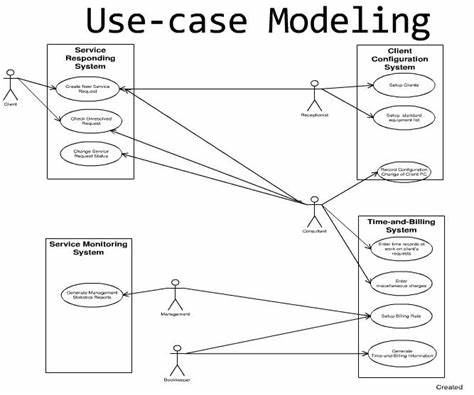 Use-case Modeling
Service
Responding
System
Create New Service
Request
Check Unresolved
Request
Change Service
Request Status
Client
Receptionist
Client
Configuration
System
Setup Clients
Setup standard
equipment list
Record Configuration
Change of Client PC
Consultant
Time-and-Billing
System
Enter time records of
work on client's
requests
Enter
miscellaneous charges
Setup Billing Rate
Generate
Time-and-Billing Information
Service Monitoring
System
Generate Management
Statistics Reports
Management
Bookkeeper
Created